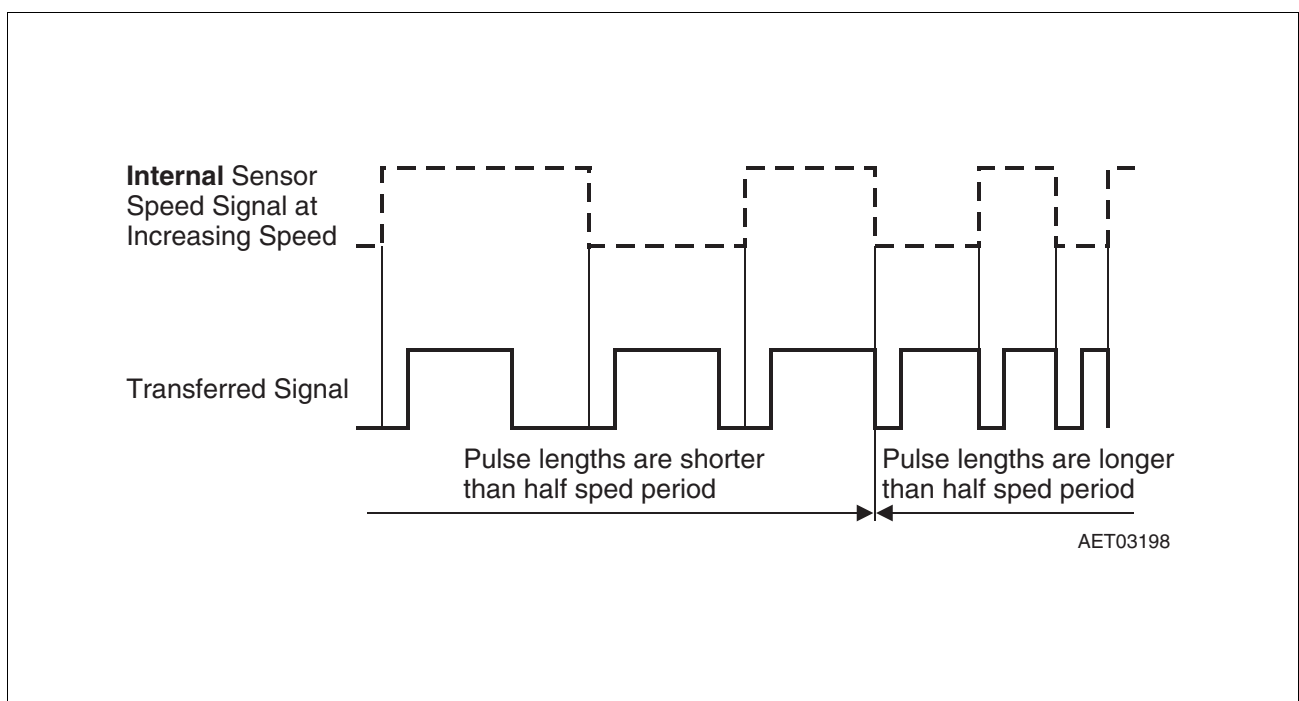 Internal Sensor
Speed Signal at
Increasing Speed
Transferred Signal
Pulse lengths are shorter
than half sped period
Pulse lengths are longer
than half sped period
AET03198